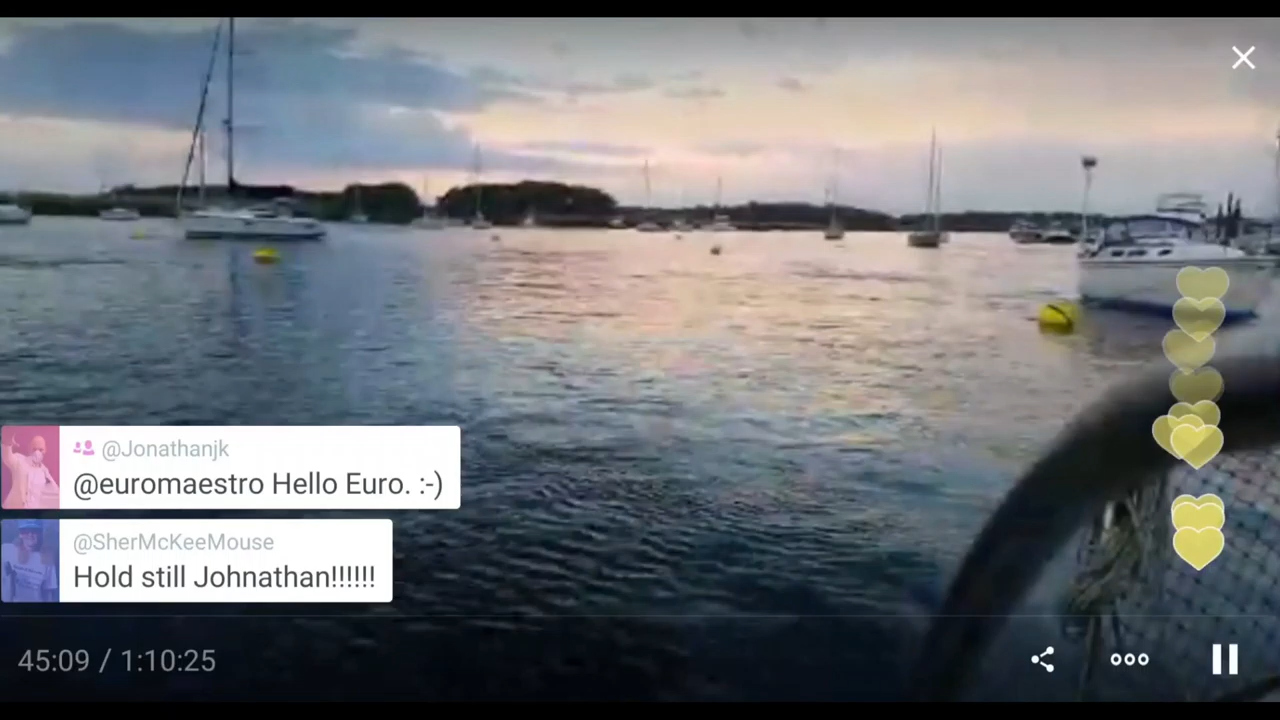 @Jonathanjk
@euromaestro Hello Euro. :-)
@SherMcKeeMouse
Hold still Johnathan!!!!!!
45:09 / 1:10:25